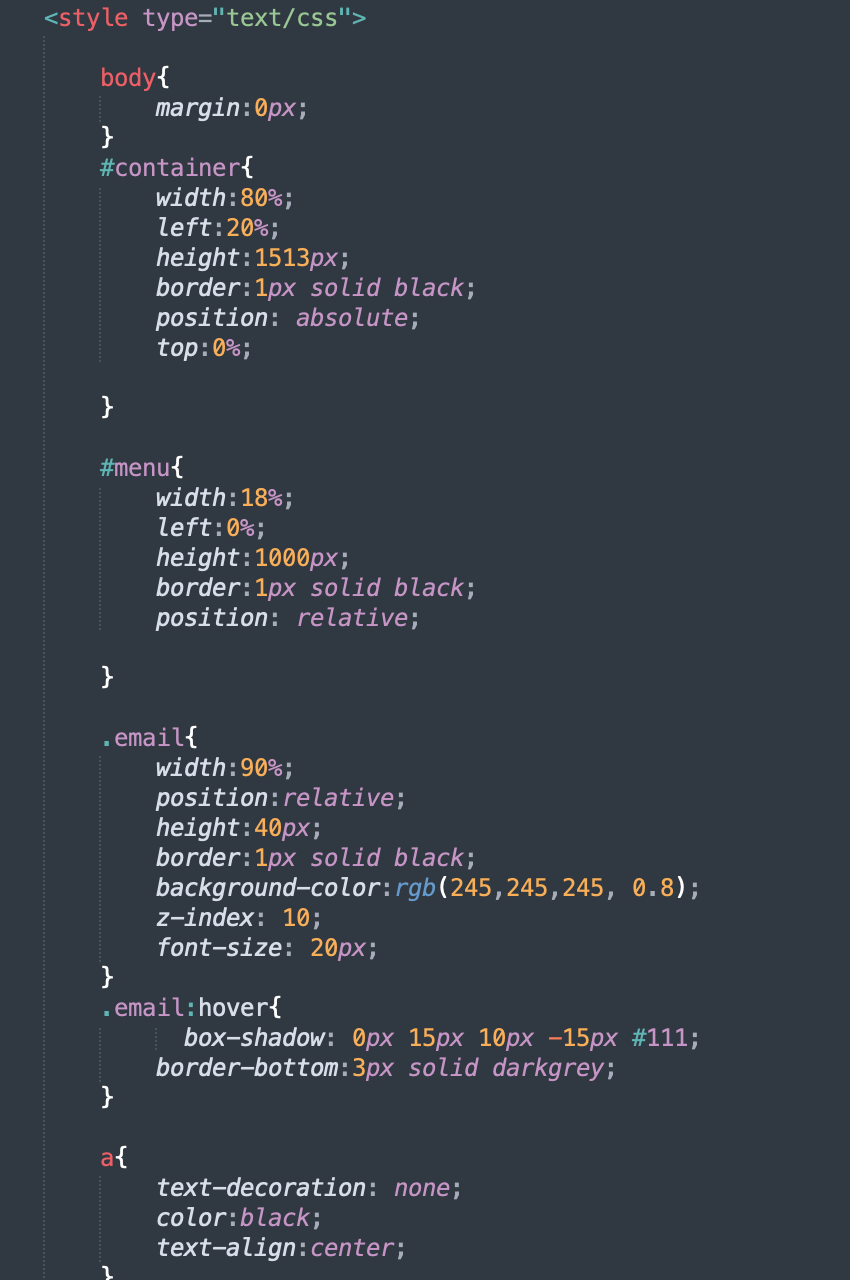 <style type="text/css">
body{
margin:0px;
}
#container{
width:80%;
left:20%;
height:1513px;
border:1px solid black;
position: absolute;
top:0%;
}
#menu{
width:18%;
left:0%;
height:1000px;
border:1px solid black;
position: relative;
}
.email{
width:90%;
position:relative;
height:40px;
border:1px solid black;
background-color:rgb(245,245,245, 0.8);
z-index: 10;
font-size: 20px;
}
.email:hover{
box-shadow: 0px 15px 10px -15px #111;
border-bottom:3px solid darkgrey;
}
a{
text-decoration: none;
color:black;
text-align:center;
}